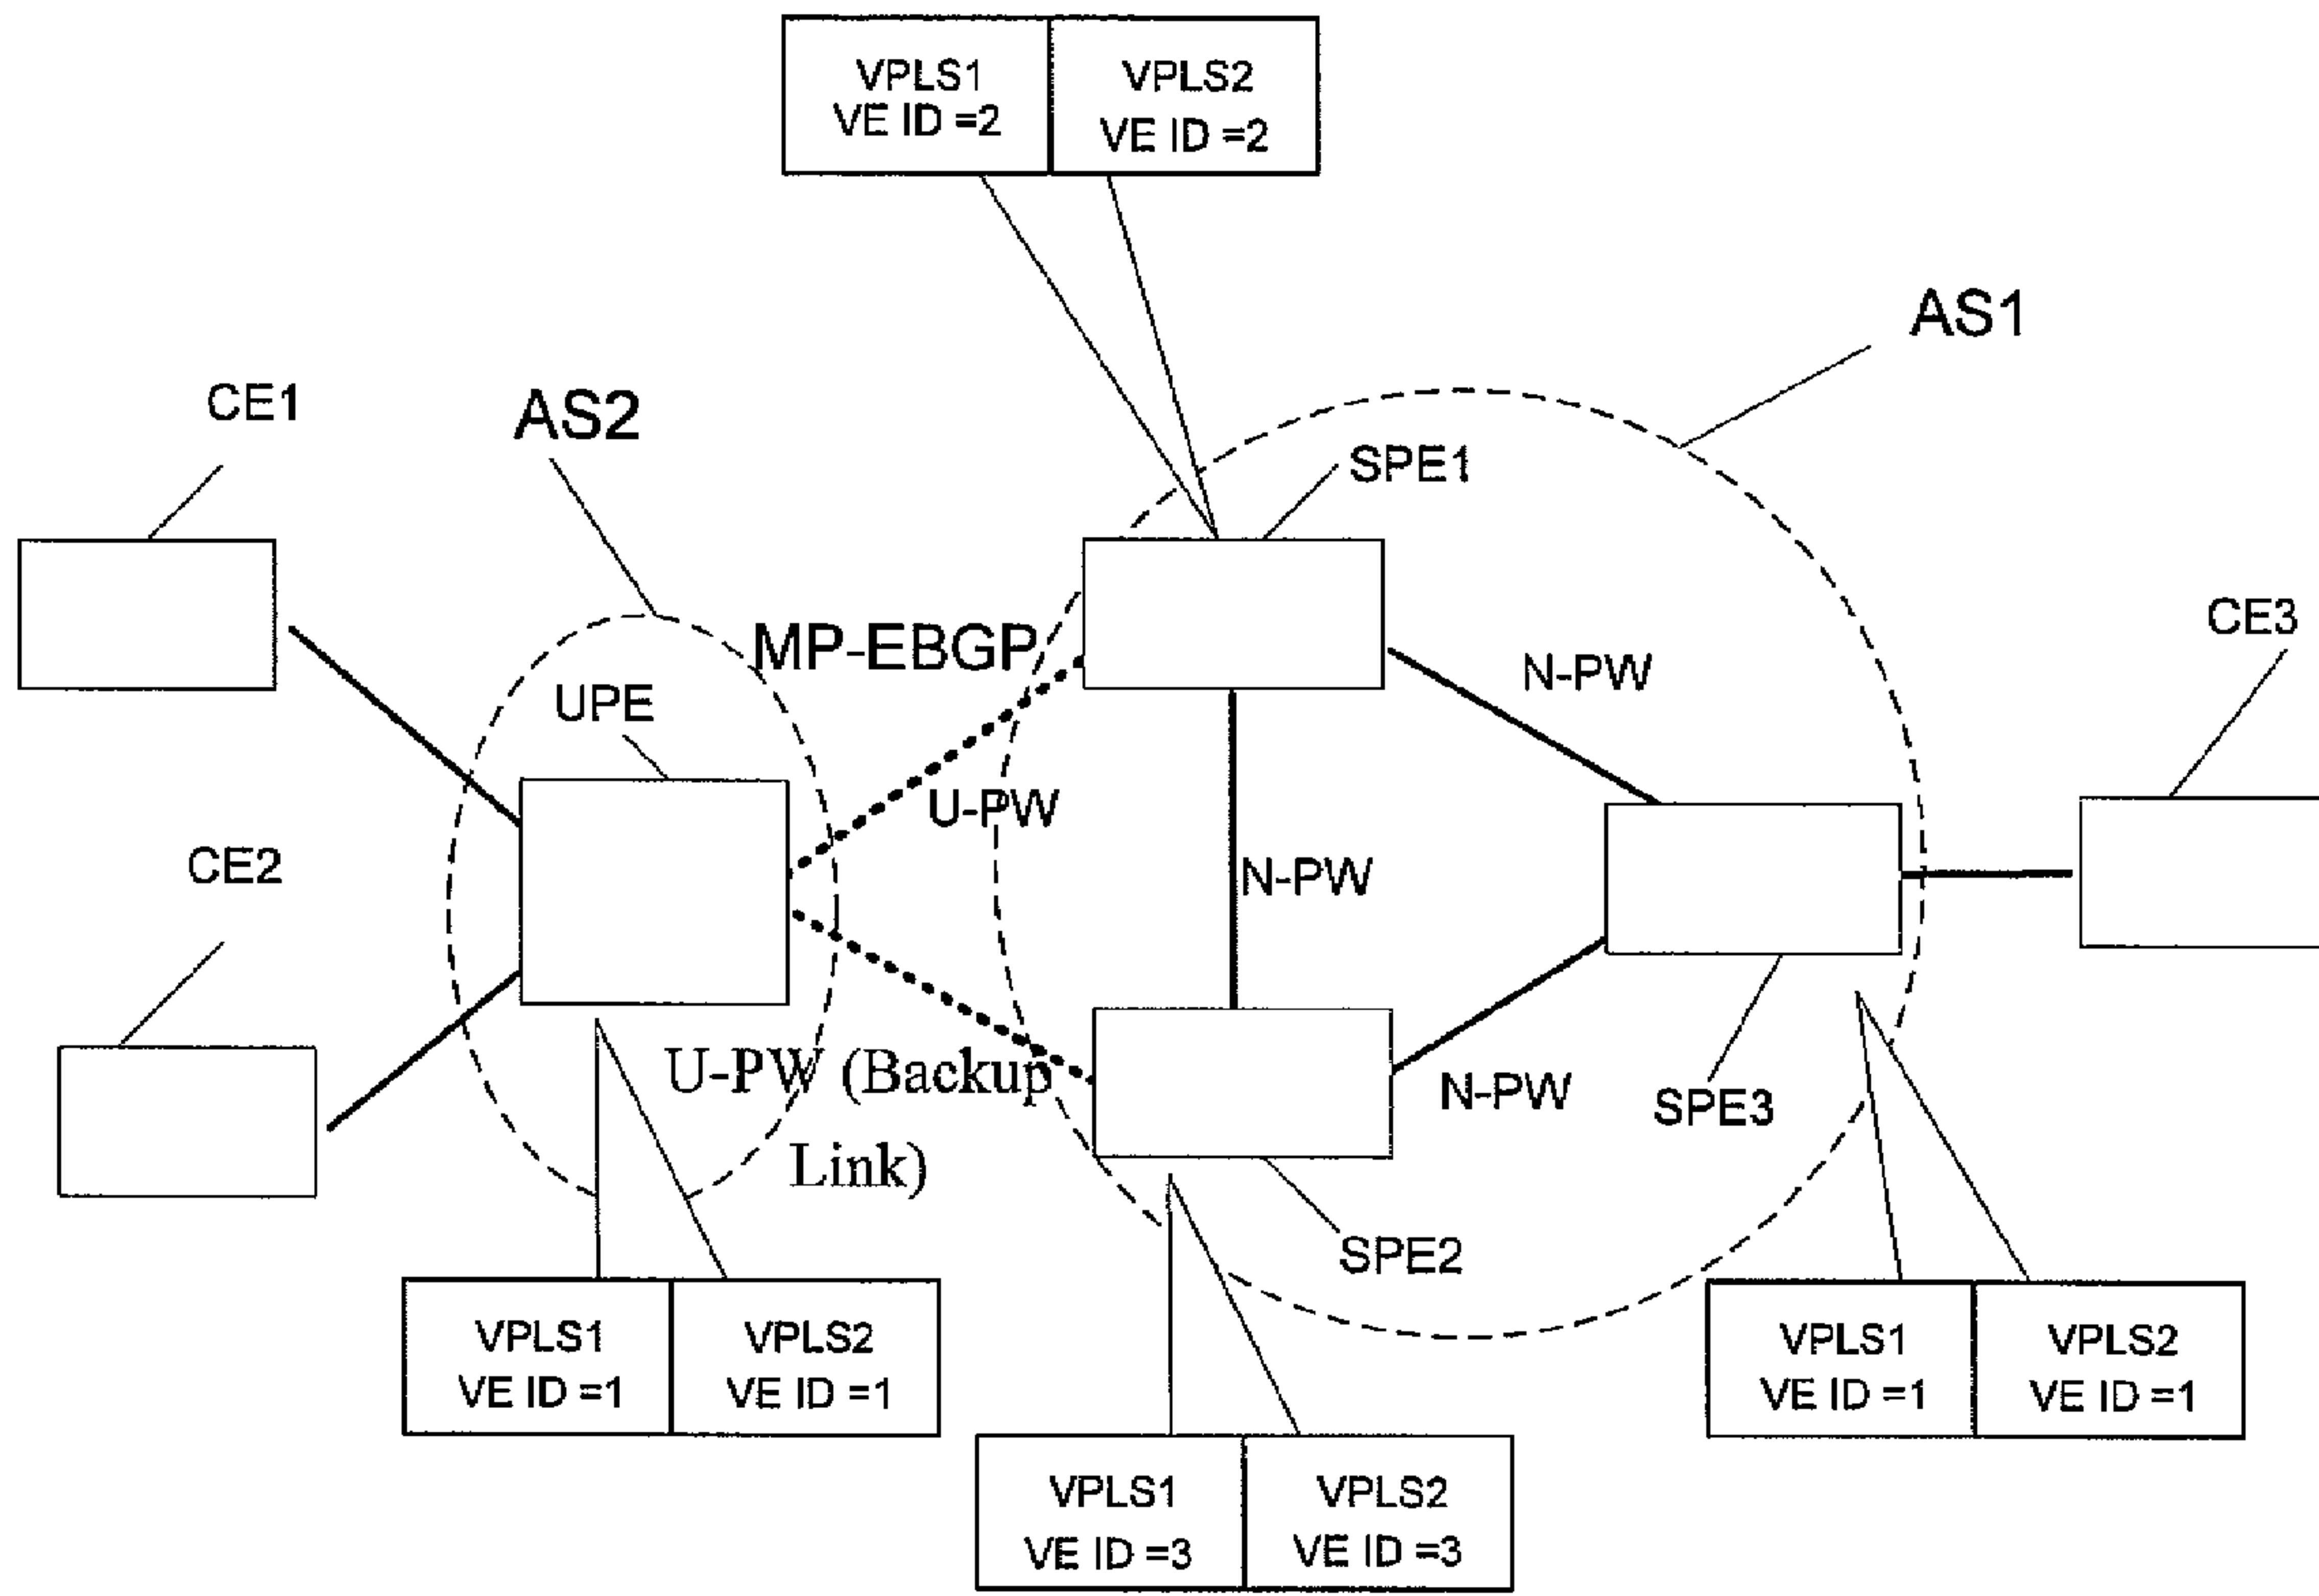 VPLS1
VE ID =2
VPLS2
VE ID =2
AS1
CE1
AS2
SPE1
CE3
MP-EBGP
N-PW
UPE
U-PW
CE2
N-PW
U-PW (Backup
Link)
N-PW
SPE3
SPE2
VPLS1
VE ID =1
VPLS2
VE ID =1
VPLS1
VE ID =1
VPLS2
VE ID =1
VPLS1
VE ID =3
VPLS2
VE ID =3